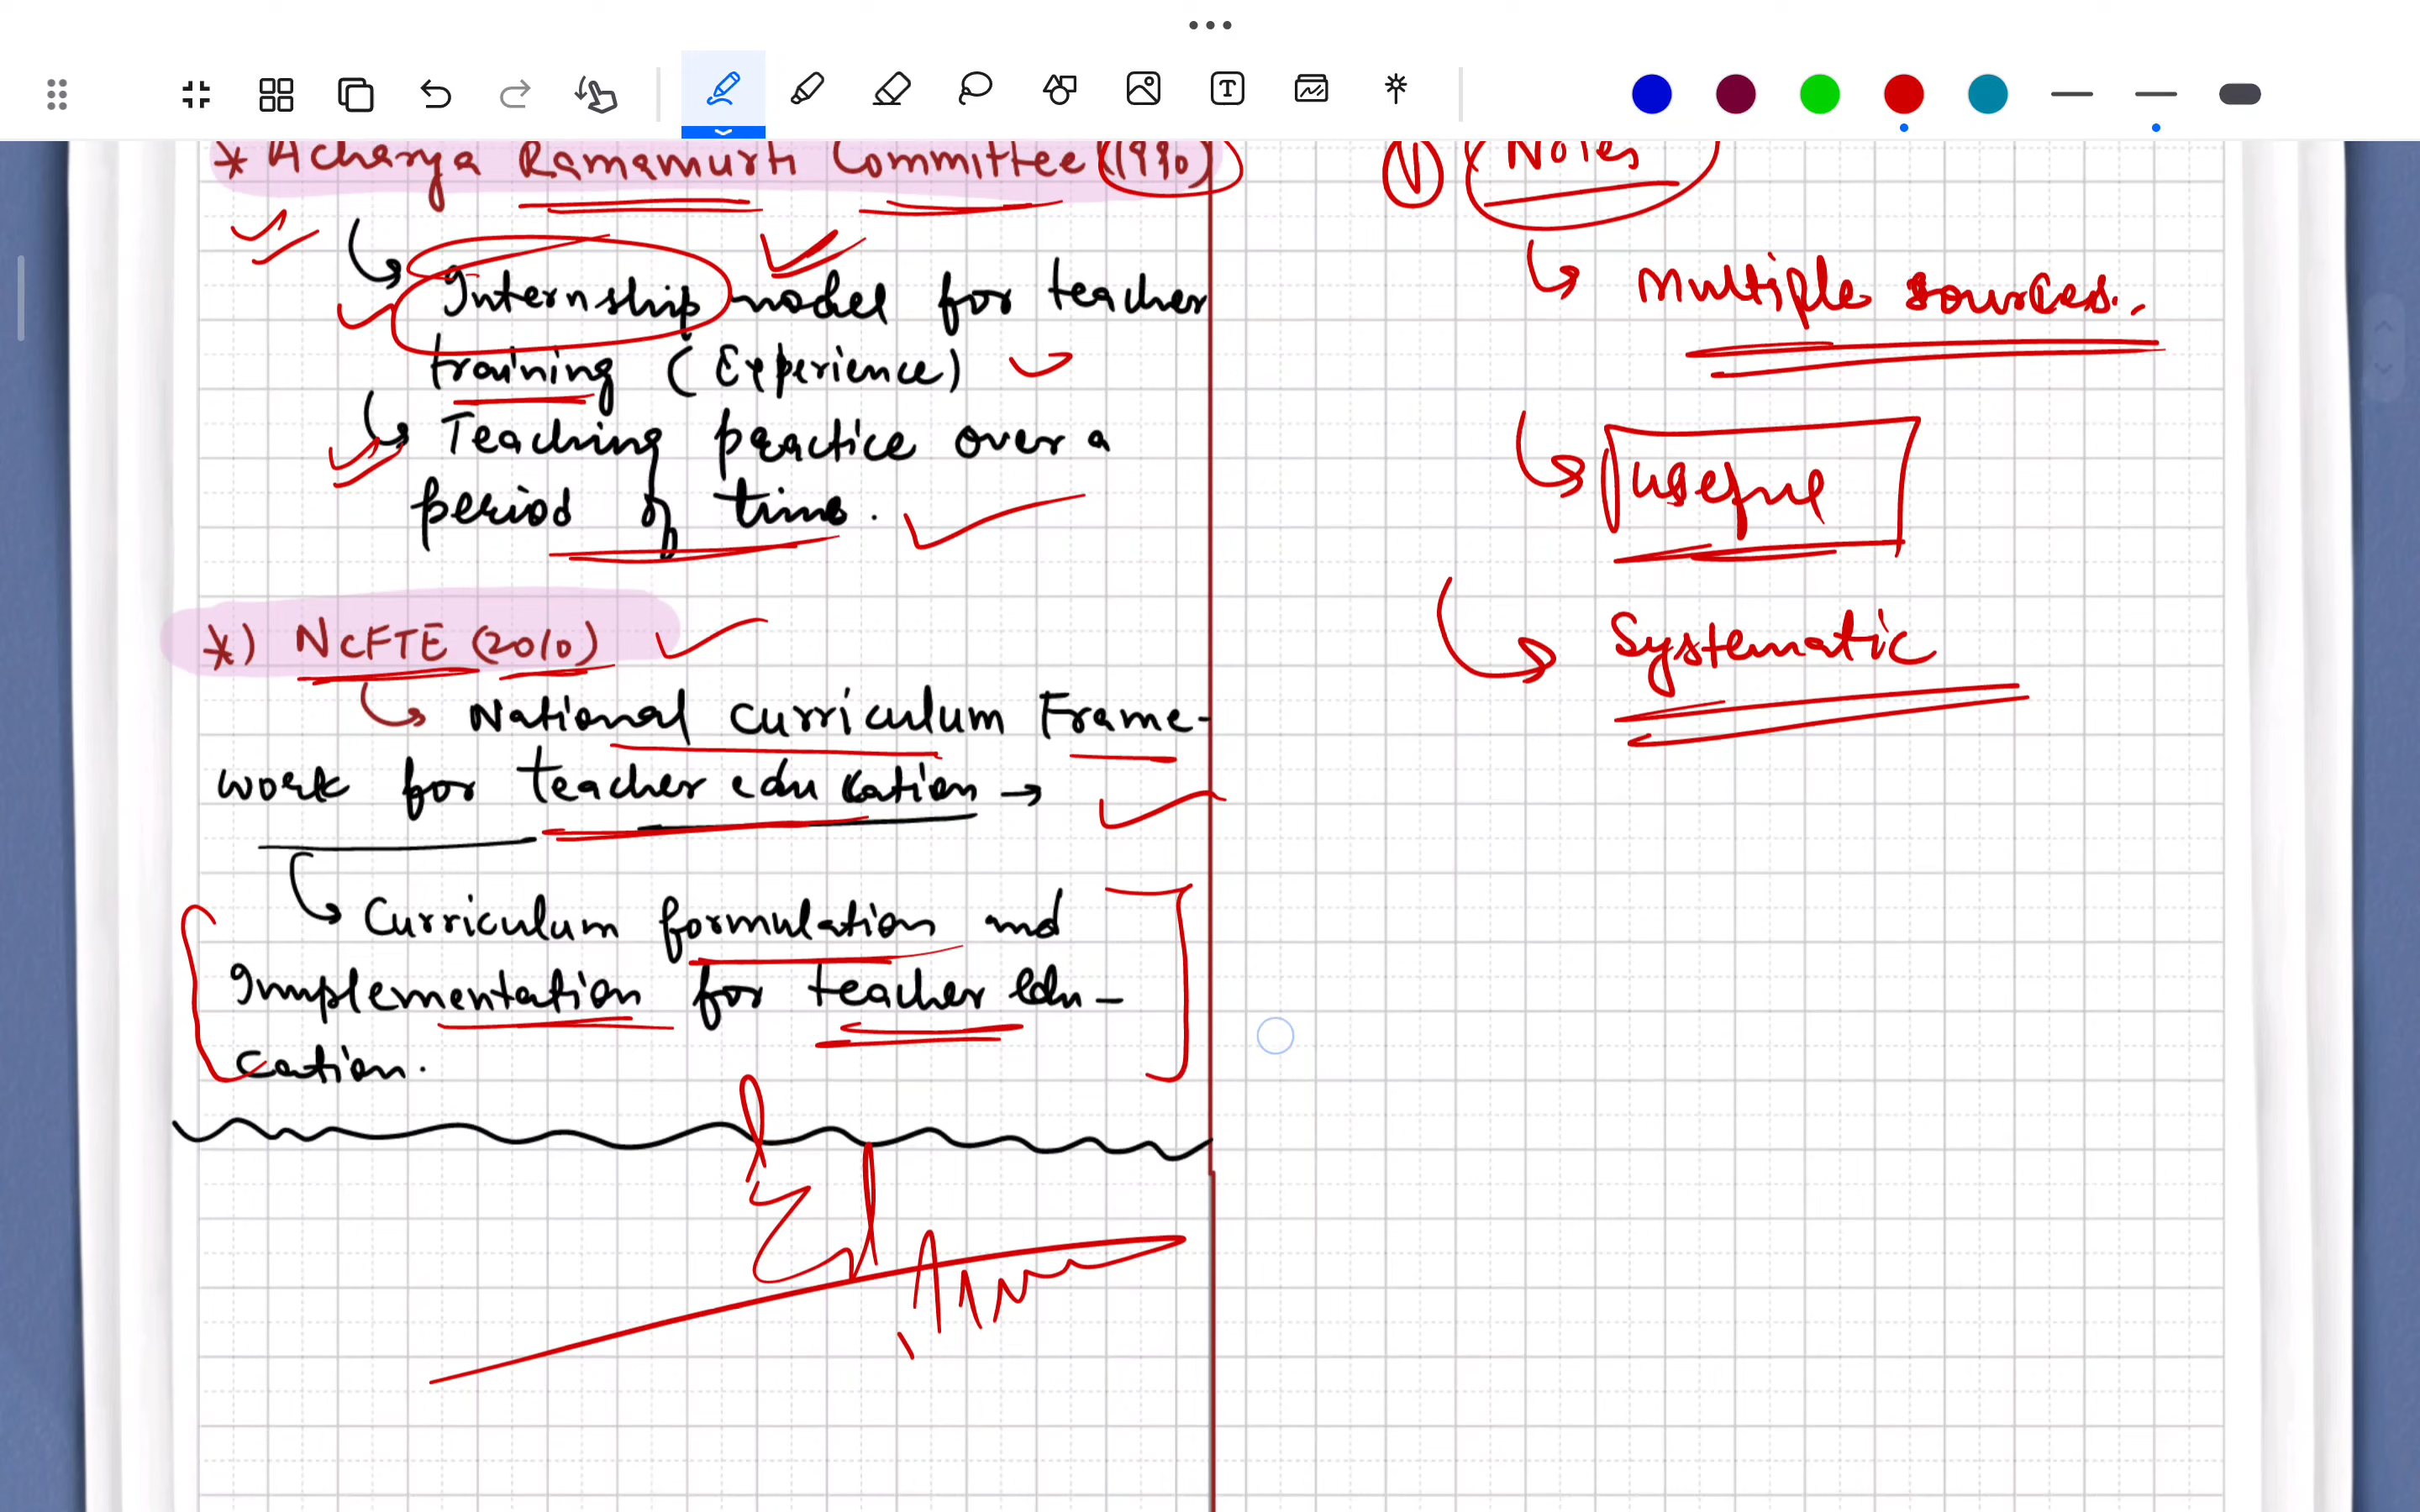 * Acharya Ramamurti Committee (1990)
Internship model for teacher
training (Experience)
Teaching practice over a
period of time.
*) NCFTE (2010)
National curriculum Frame-
work for teacher education →
Curriculum formulation and
Implementation for teacher edu-
cation.
① Notes
Multiple sources.
useful
Systematic